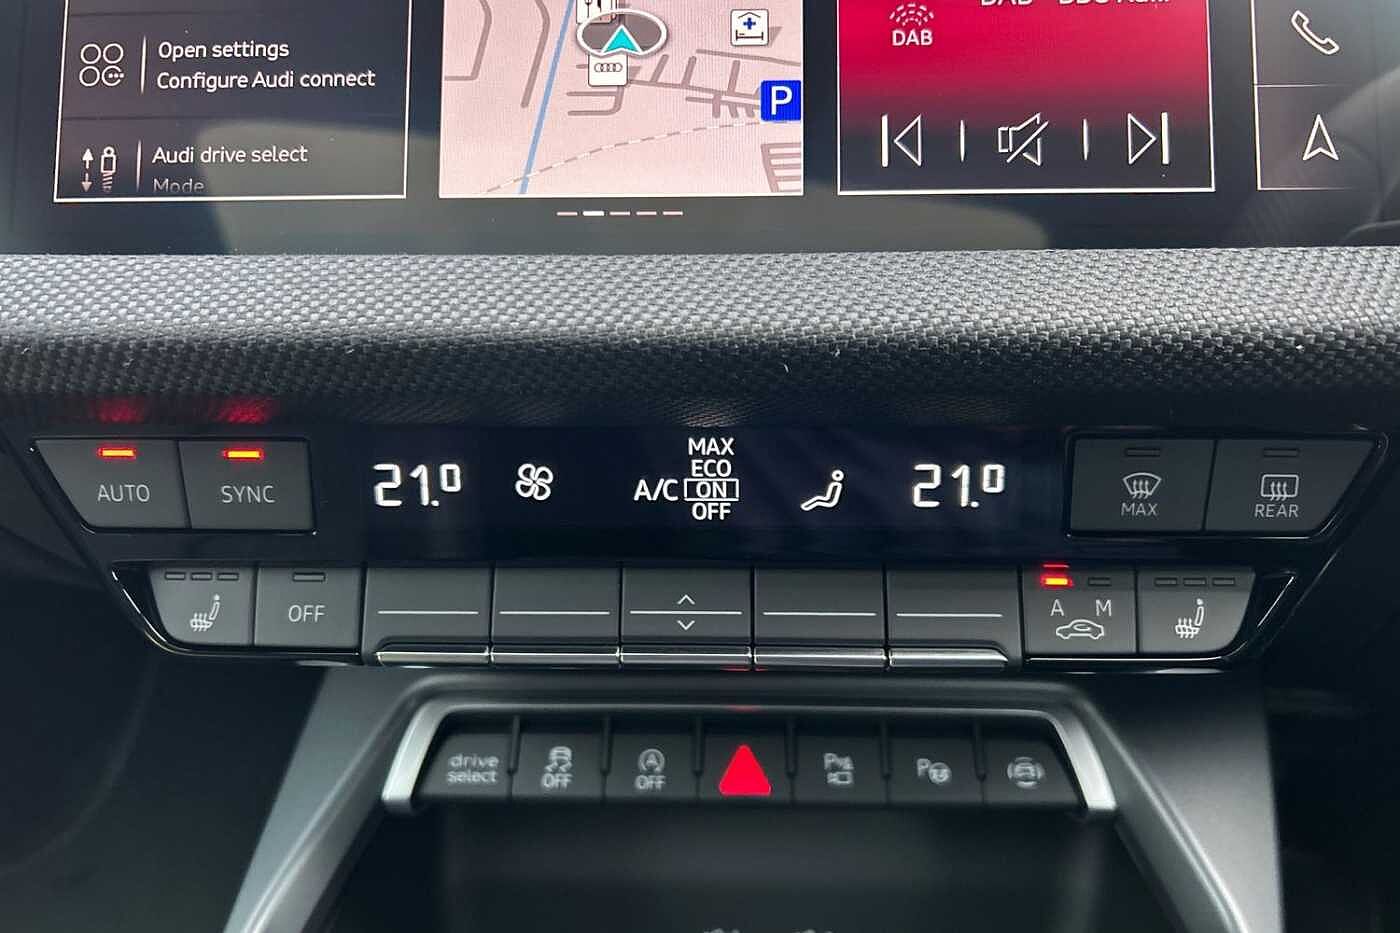 Open settings
Configure Audi connect
Audi drive select
Mode
P
DAB
AUTO
SYNC
21.0
A/C
MAX
ECO
ON
OFF
21.0
MAX
REAR
OFF
A M
drive
select
OFF
A
OFF
P
P